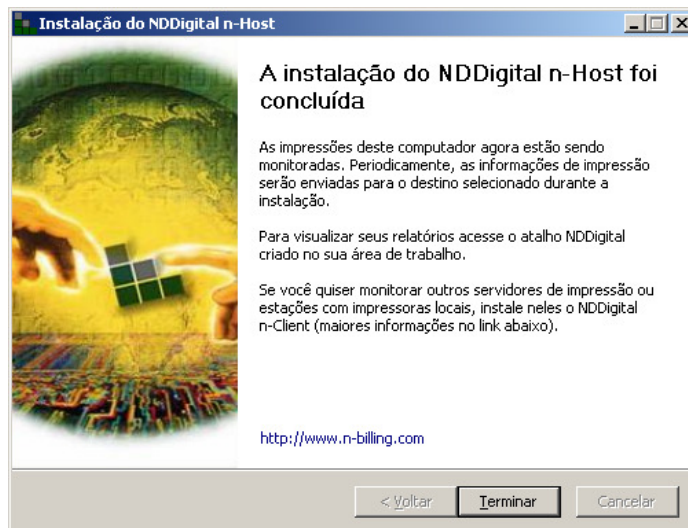 Instalação do NDDigital n-Host
A instalação do NDDigital n-Host foi
concluída
As impressões deste computador agora estão sendo
monitoradas. Periodicamente, as informações de impressão
serão enviadas para o destino selecionado durante a
instalação.
Para visualizar seus relatórios acesse o atalho NDDigital
criado no sua área de trabalho.
Se você quiser monitorar outros servidores de impressão ou
estações com impressoras locais, instale neles o NDDigital
n-Client (maiores informações no link abaixo).
http://www.n-billing.com
< Voltar
Terminar
Cancelar